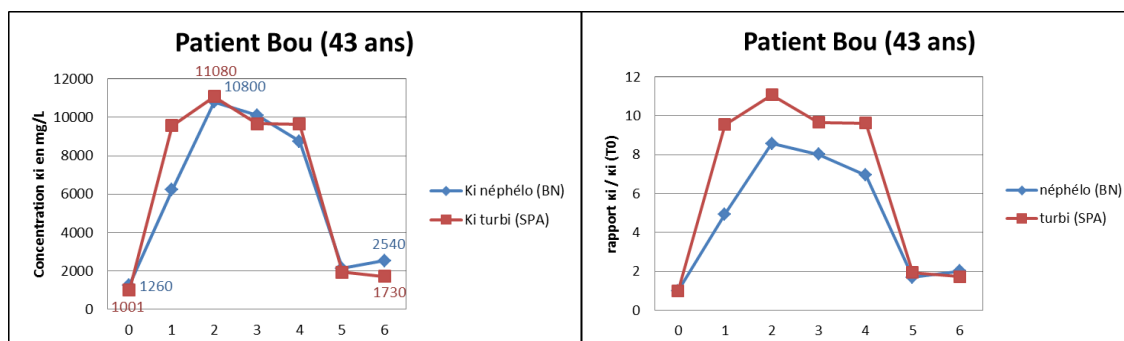 Patient Bou (43 ans)
Concentration κi en mg/L
12000
10000
8000
6000
4000
2000
0
11080
10800
1260
1001
2540
1730
0 1 2 3 4 5 6
Ki néphélo (BN)
Ki turbi (SPA)
Patient Bou (43 ans)
rapport κi / κi (T0)
12
10
8
6
4
2
0
0 1 2 3 4 5 6
néphélo (BN)
turbi (SPA)